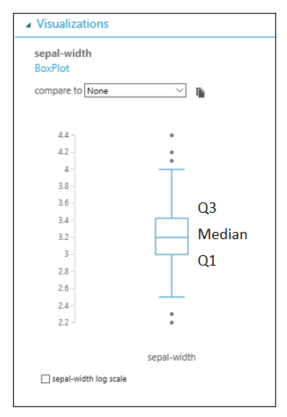 Visualizations
sepal-width
BoxPlot
compare to None
4.4
4.2
4
3.8
3.6
3.4
3.2
3
2.8
2.6
2.4
2.2
Q3
Median
Q1
sepal-width
sepal-width log scale